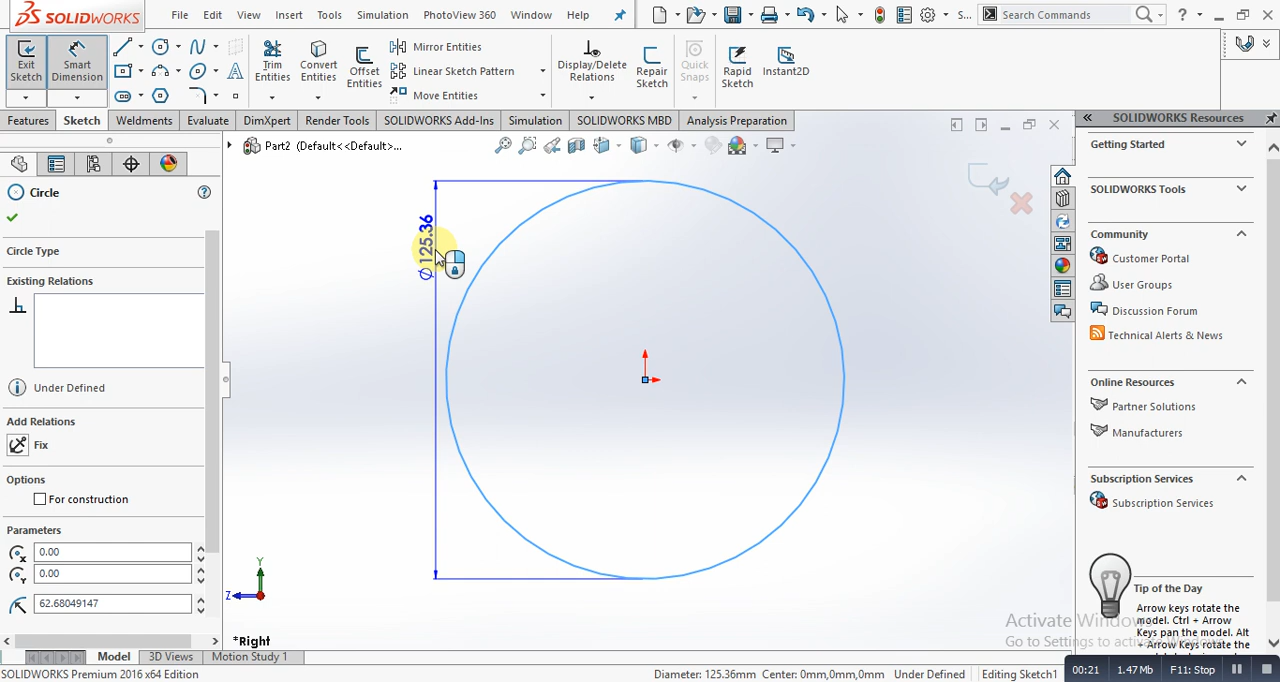 SOLIDWORKS
File Edit View Insert Tools Simulation PhotoView 360 Window Help
S...
Search Commands
?
Exit Sketch
Smart Dimension
Trim Entities
Convert Entities
Offset Entities
Mirror Entities
Linear Sketch Pattern
Move Entities
Display/Delete Relations
Repair Sketch
Quick Snaps
Rapid Sketch
Instant2D
Features Sketch Weldments Evaluate DimXpert Render Tools SOLIDWORKS Add-Ins Simulation SOLIDWORKS MBD Analysis Preparation
Part2 (Default<<Default>...
Circle
Circle Type
Existing Relations
Under Defined
Add Relations
Fix
Options
For construction
Parameters
0.00
0.00
62.68049147
∅125.36
Y
Z
*Right
SOLIDWORKS Resources
Getting Started
SOLIDWORKS Tools
Community
Customer Portal
User Groups
Discussion Forum
Technical Alerts & News
Online Resources
Partner Solutions
Manufacturers
Subscription Services
Subscription Services
Tip of the Day
Arrow keys rotate the
model. Ctrl + Arrow
Keys pan the model. Alt
+ Arrow Keys rotate the
Activate Windows
Go to Settings to activate
Model 3D Views Motion Study 1
SOLIDWORKS Premium 2016 x64 Edition
Diameter: 125.36mm Center: 0mm,0mm,0mm Under Defined Editing Sketch1
00:21 1.47 Mb F11: Stop